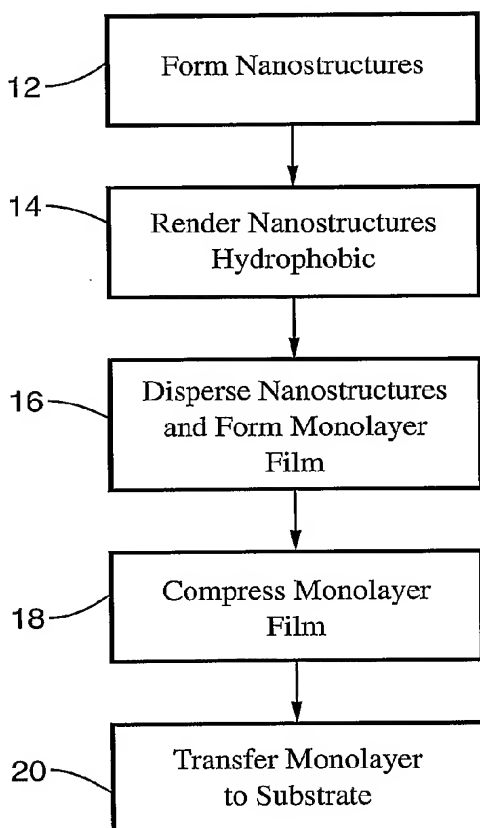 12
Form Nanostructures
14
Render Nanostructures
Hydrophobic
16
Disperse Nanostructures
and Form Monolayer
Film
18
Compress Monolayer
Film
20
Transfer Monolayer
to Substrate